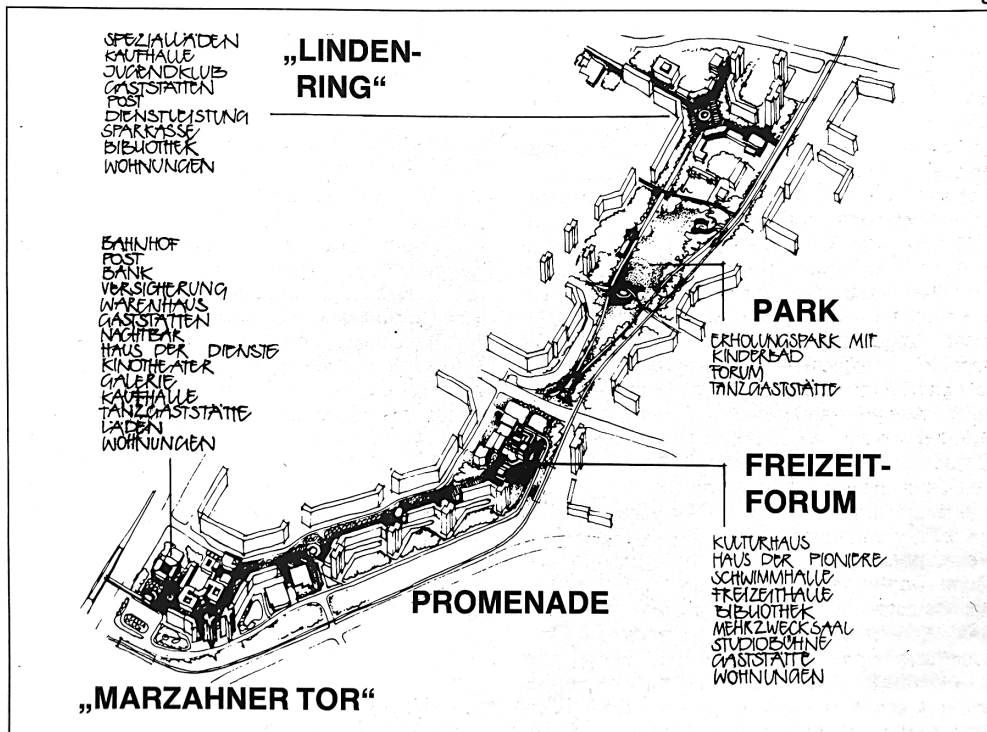 „LINDEN-
RING“
SPEZIALLÄDEN
KAUFHALLE
JUGENDKLUB
GASTSTÄTTEN
POST
DIENSTLEISTUNG
SPARKASSE
BIBLIOTHEK
WOHNUNGEN
BAHNHOF
POST
BANK
VERSICHERUNG
WARENHAUS
GASTSTÄTTEN
NACHTBAR
HAUS DER DIENSTE
KINOTHEATER
GALERIE
KAUFHALLE
TANZGASTSTÄTTE
LÄDEN
WOHNUNGEN
PARK
ERHOLUNGSPARK MIT
KINDERBAD
FORUM
TANZGASTSTÄTTE
FREIZEIT-
FORUM
KULTURHAUS
HAUS DER PIONIERE
SCHWIMMHALLE
FREIZEITHALLE
BIBLIOTHEK
MEHRZWECKSAAL
STUDIOBÜHNE
GASTSTÄTTE
WOHNUNGEN
PROMENADE
„MARZAHNER TOR“